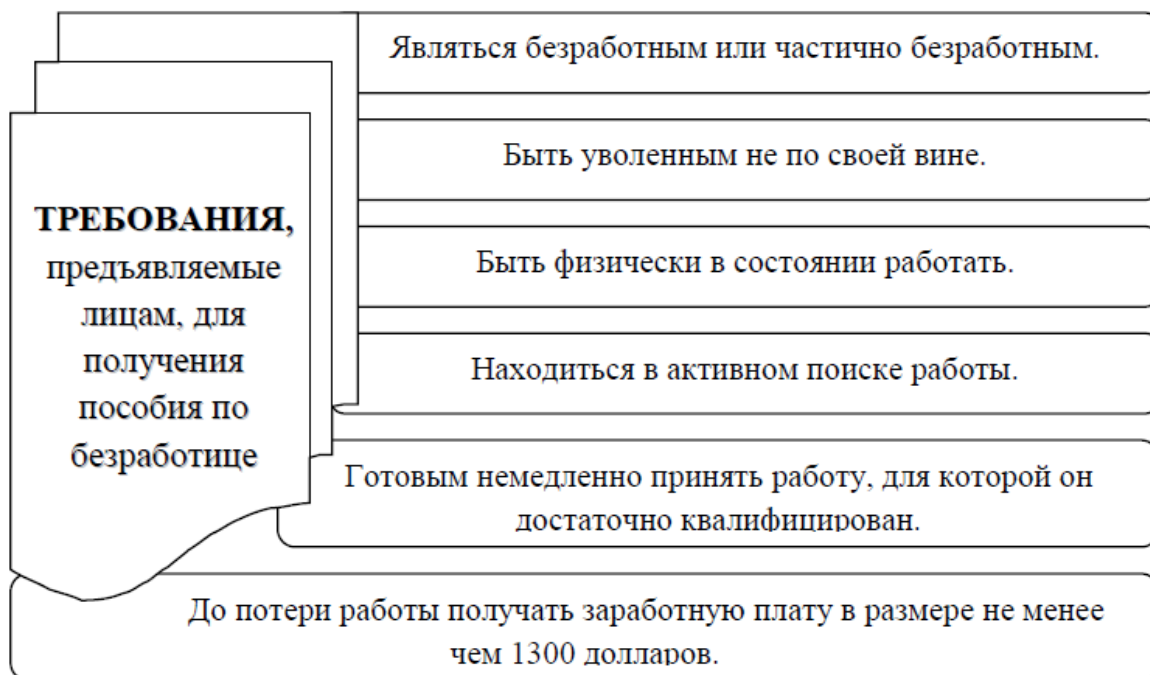 ТРЕБОВАНИЯ,
предъявляемые
лицам, для
получения
пособия по
безработице
Являться безработным или частично безработным.
Быть уволенным не по своей вине.
Быть физически в состоянии работать.
Находиться в активном поиске работы.
Готовым немедленно принять работу, для которой он
достаточно квалифицирован.
До потери работы получать заработную плату в размере не менее
чем 1300 долларов.